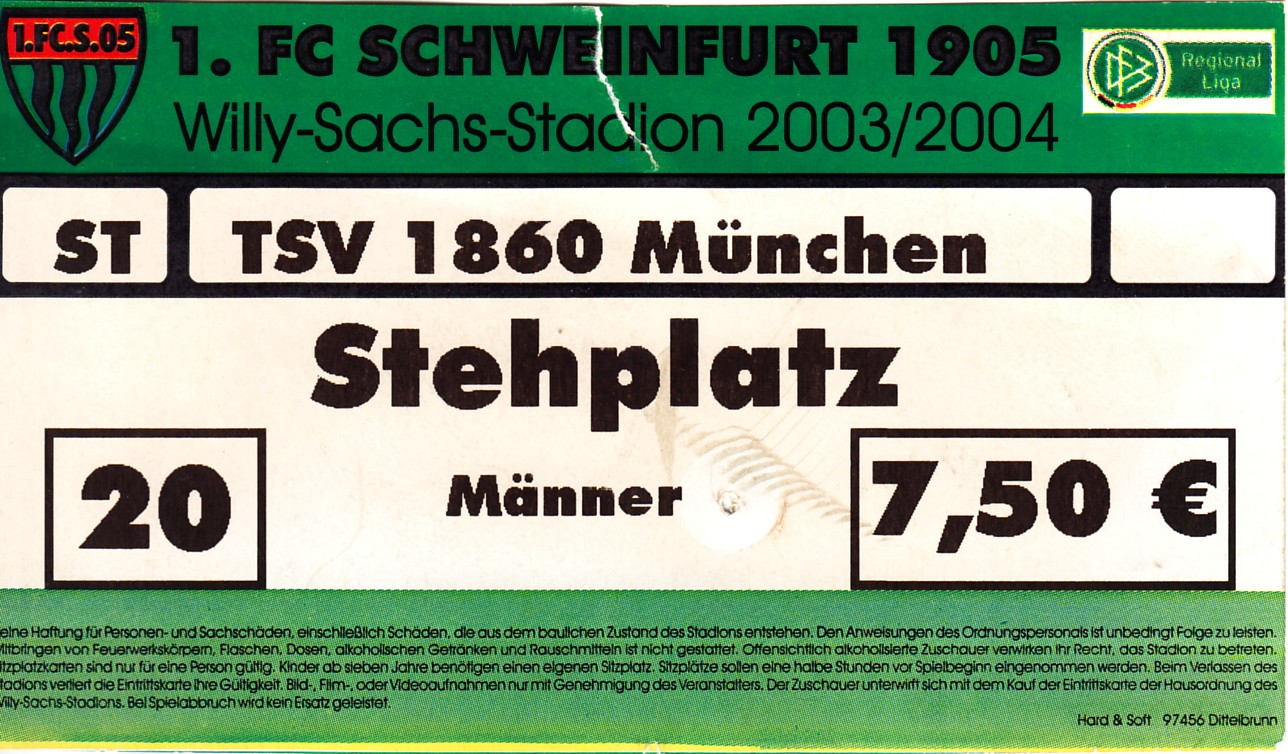 1.FC.S.05
1. FC SCHWEINFURT 1905
Willy-Sachs-Stadion 2003/2004
DFB
Regional
Liga
ST
TSV 1860 München
Stehplatz
20
Männer
7,50 €
eine Haftung für Personen- und Sachschäden, einschließlich Schäden, die aus dem baulichen Zustand des Stadions entstehen. Den Anweisungen des Ordnungspersonals ist unbedingt Folge zu leisten.
Mitbringen von Feuerwerkskörpern, Flaschen, Dosen, alkoholischen Getränken und Rauschmitteln ist nicht gestattet. Offensichtlich alkoholisierte Zuschauer verwirken ihr Recht, das Stadion zu betreten.
itzplatzkarten sind nur für eine Person gültig. Kinder ab sieben Jahre benötigen einen eigenen Sitzplatz. Sitzplätze sollen eine halbe Stunden vor Spielbeginn eingenommen werden. Beim Verlassen des
tadions verliert die Eintrittskarte ihre Gültigkeit. Bild-, Film-, oder Videoaufnahmen nur mit Genehmigung des Veranstalters. Der Zuschauer unterwirft sich mit dem Kauf der Eintrittskarte der Hausordnung des
Willy-Sachs-Stadions. Bei Spielabbruch wird kein Ersatz geleistet.
Hard & Soft 97456 Dittelbrunn